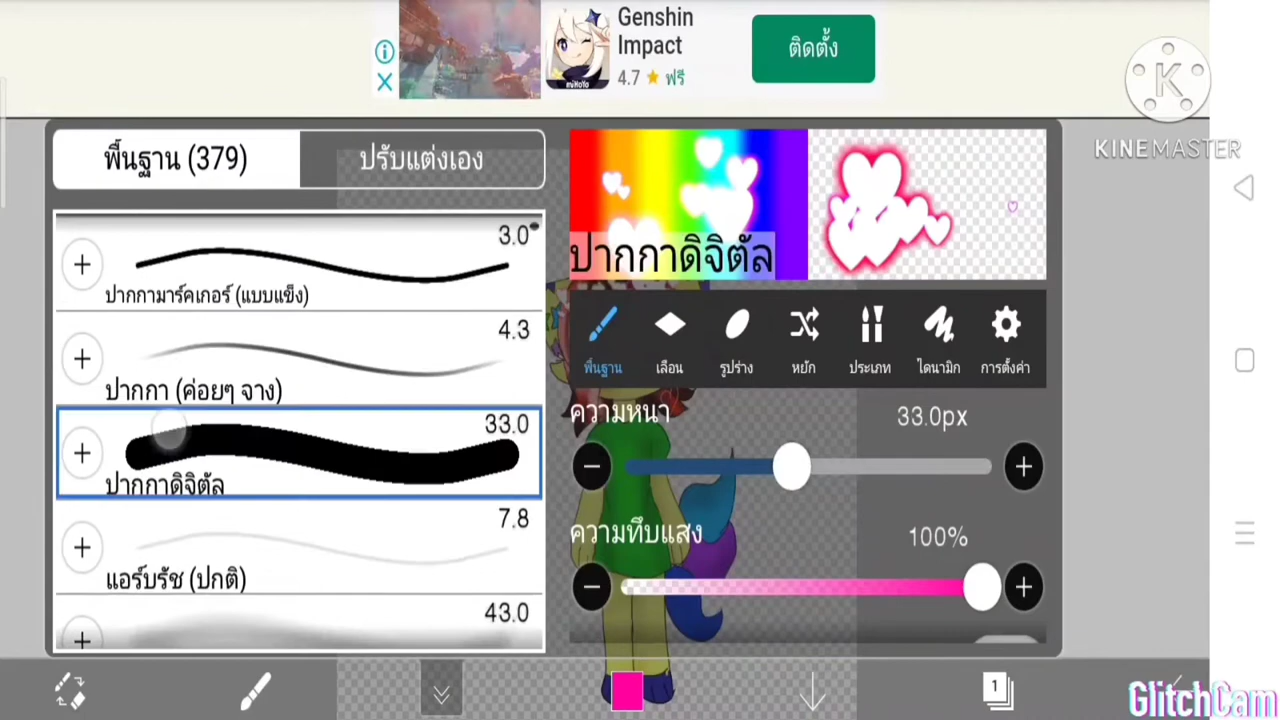 Genshin
Impact
4.7 ★ ฟรี
miHoYo
ติดตั้ง
K
KINEMASTER
พื้นฐาน (379)
ปรับแต่งเอง
3.0
ปากกามาร์คเกอร์ (แบบแข็ง)
4.3
ปากกา (ค่อยๆ จาง)
33.0
ปากกาดิจิตัล
7.8
แอร์บรัช (ปกติ)
43.0
ปากกาดิจิตัล
พื้นฐาน
เลือน
รูปร่าง
หยัก
ประเภท
ไดนามิก
การตั้งค่า
ความหนา
33.0px
ความทึบแสง
100%
1
GlitchCam